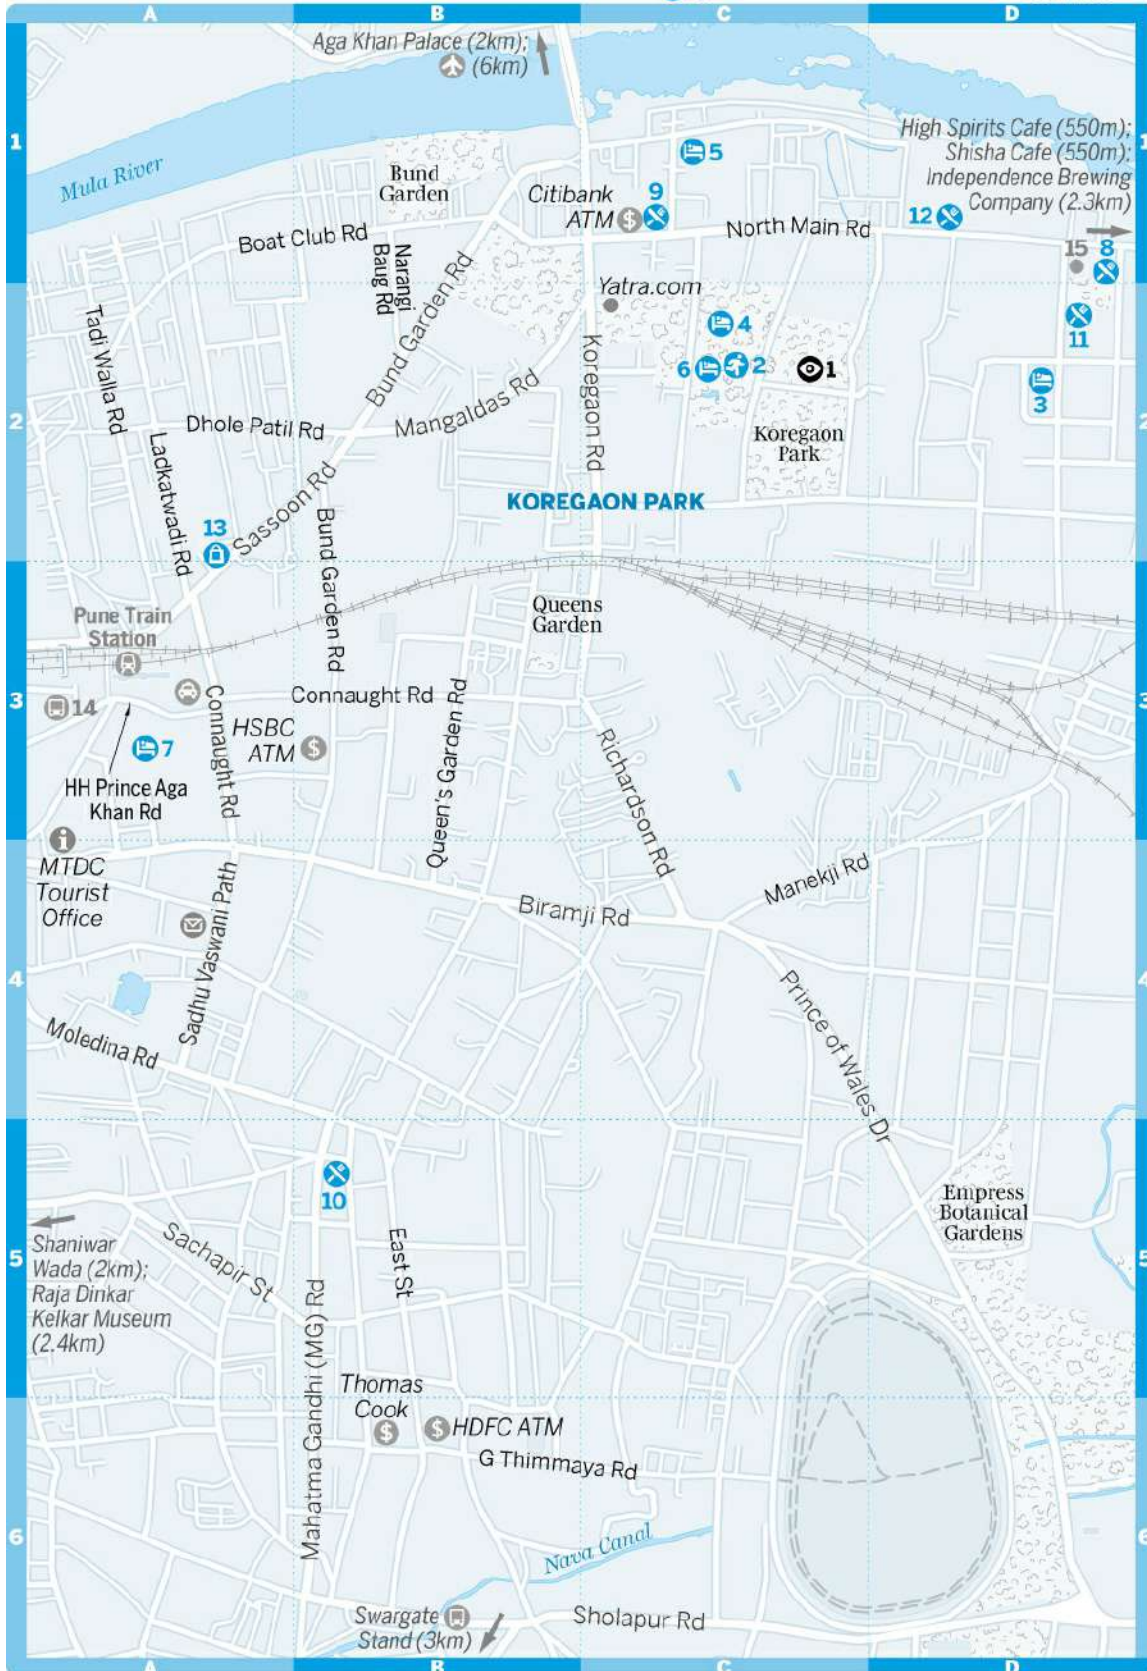 A B C D
Aga Khan Palace (2km);
(6km)
1
1
High Spirits Cafe (550m);
Shisha Cafe (550m);
Independence Brewing
Company (2.3km)
Mula River
Bund
Garden
5
Citibank
ATM $
9
12
North Main Rd
15 8
Boat Club Rd
Narangi
Baug Rd
Bund Garden Rd
Yatra.com
4
11
Tadi Walla Rd
Koregaon Rd
6 2
1
3
2
2
Dhole Patil Rd
Mangaldas Rd
Koregaon
Park
Ladkatwadi Rd
KOREGAON PARK
13
Sassoon Rd
Bund Garden Rd
Pune Train
Station
Queens
Garden
3
3
14
Connaught Rd
Connaught Rd
HSBC
ATM $
Queen's Garden Rd
7
Richardson Rd
HH Prince Aga
Khan Rd
i
MTDC
Tourist
Office
Manekji Rd
Biramji Rd
Sadhu Vaswani Path
4
4
Prince of Wales Dr
Moledina Rd
10
Empress
Botanical
Gardens
5
5
Shaniwar
Wada (2km);
Raja Dinkar
Kelkar Museum
(2.4km)
Sachapir St
East St
Mahatma Gandhi (MG) Rd
Thomas
Cook
$
$ HDFC ATM
G Thimmaya Rd
6
6
Nava Canal
Swargate
Stand (3km)
Sholapur Rd
A B C D